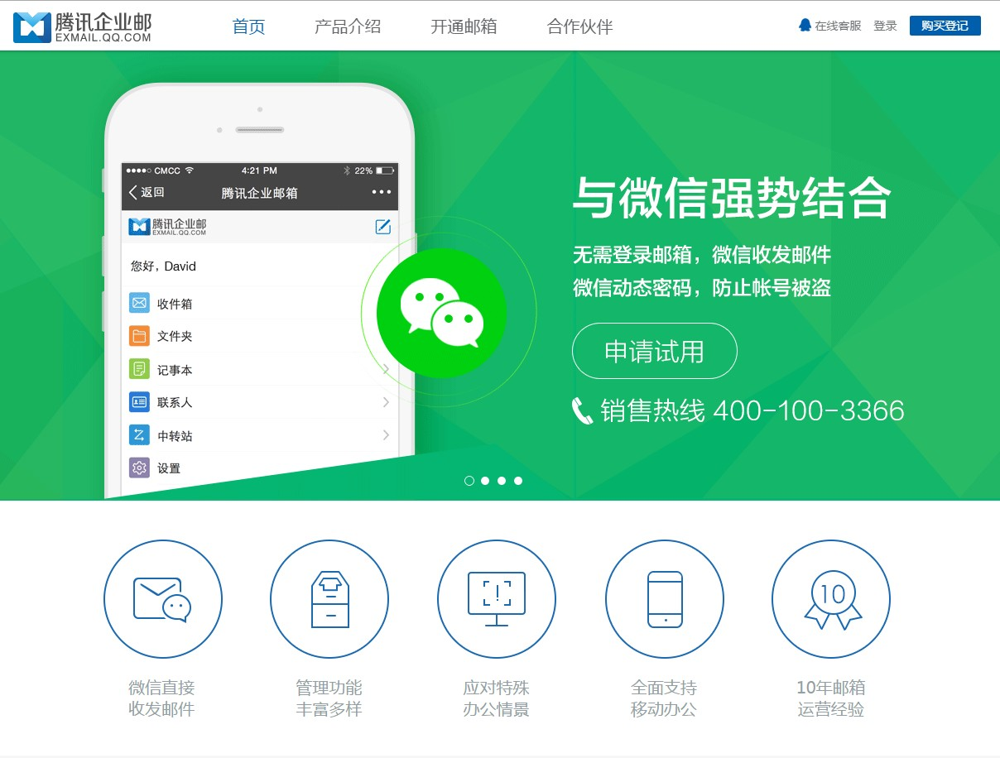 腾讯企业邮
EXMAIL.QQ.COM
首页
产品介绍
开通邮箱
合作伙伴
在线客服
登录
购买登记
CMCC
4:21 PM
22%
返回
腾讯企业邮箱
腾讯企业邮
EXMAIL.QQ.COM
您好，David
收件箱
文件夹
记事本
联系人
中转站
设置
与微信强势结合
无需登录邮箱，微信收发邮件
微信动态密码，防止帐号被盗
申请试用
销售热线 400-100-3366
10
微信直接
收发邮件
管理功能
丰富多样
应对特殊
办公情景
全面支持
移动办公
10年邮箱
运营经验